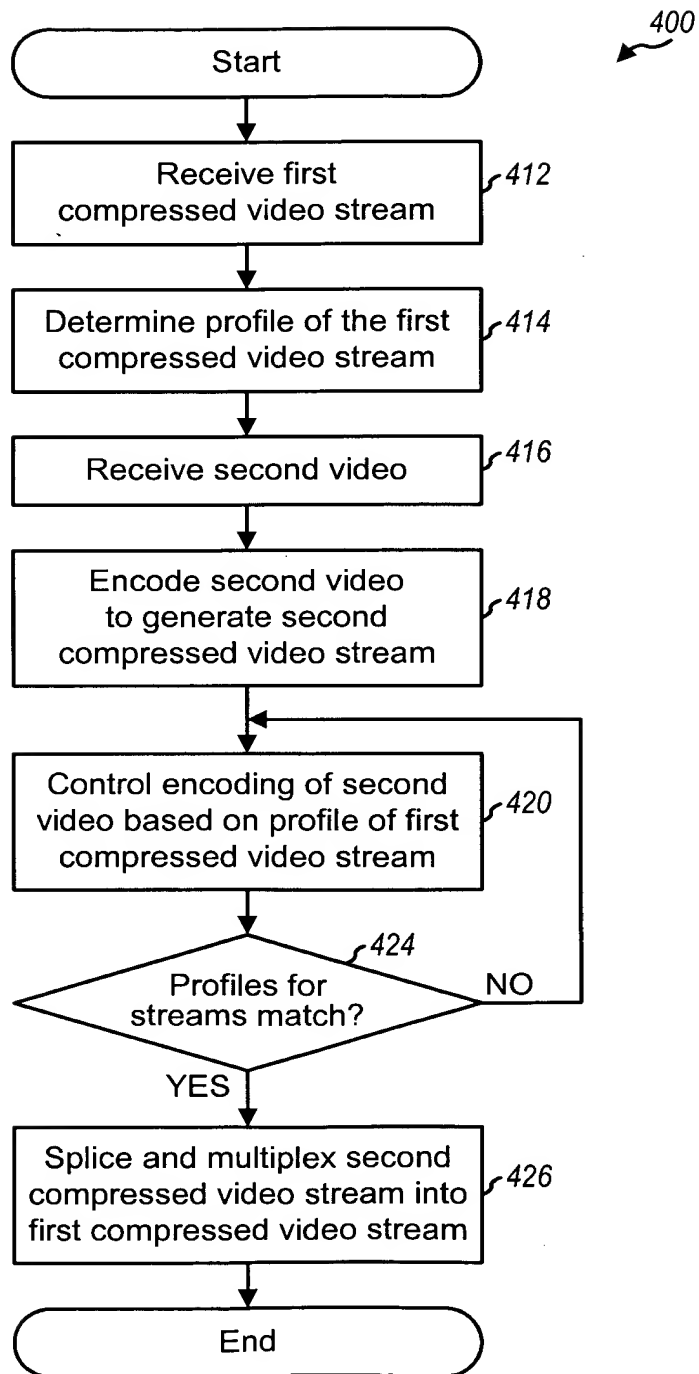 400
Start
Receive first
compressed video stream
412
Determine profile of the first
compressed video stream
414
Receive second video
416
Encode second video
to generate second
compressed video stream
418
Control encoding of second
video based on profile of first
compressed video stream
420
424
Profiles for
streams match?
NO
YES
Splice and multiplex second
compressed video stream into
first compressed video stream
426
End